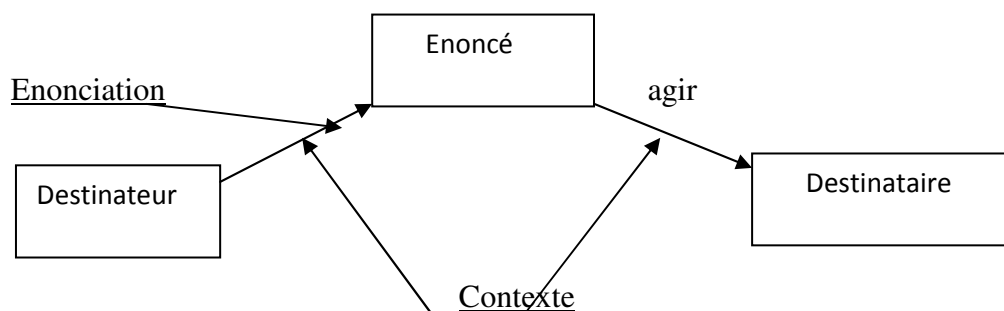 Enoncé
Enonciation
agir
Destinateur
Destinataire
Contexte